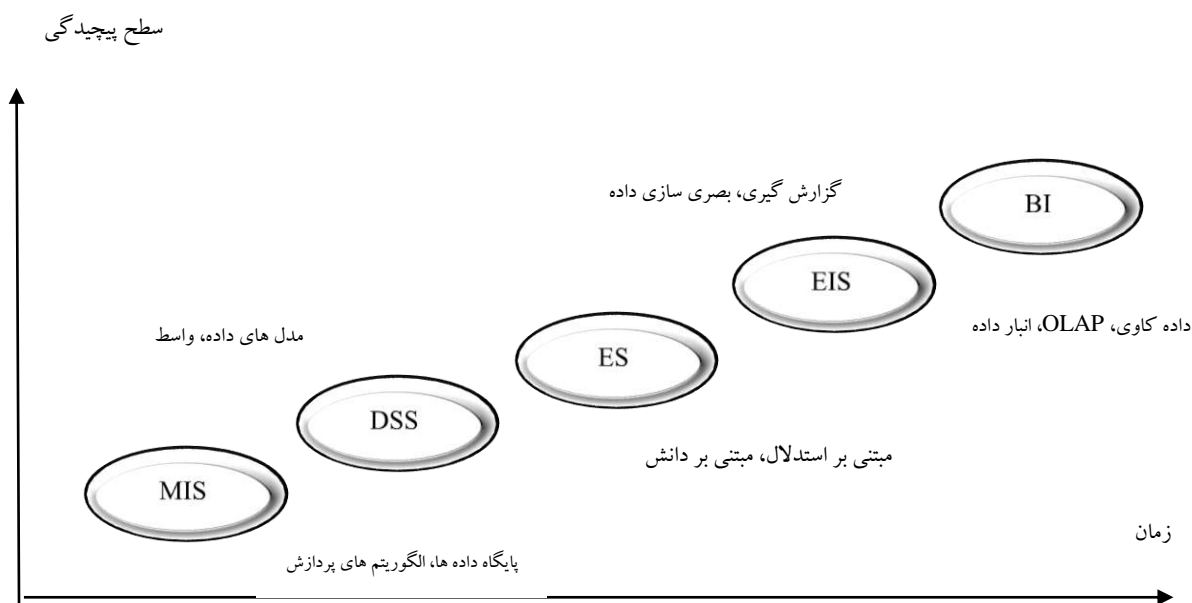 سطح پیچیدگی
BI
گزارش گیری، بصری سازی داده
EIS
داده کاوی، OLAP، انبار داده
مدل های داده، واسط
ES
DSS
مبتنی بر استدلال، مبتنی بر دانش
MIS
زمان
پایگاه داده ها، الگوریتم های پردازش